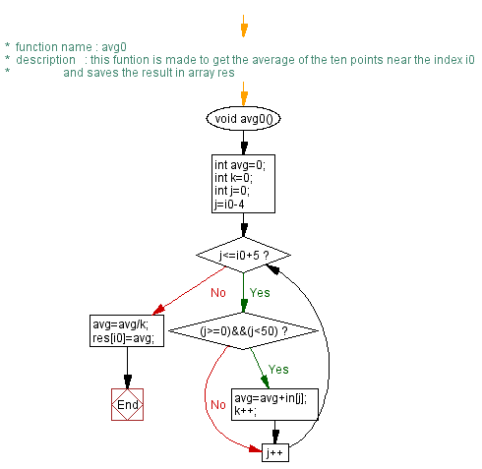 * function name : avg0
* description : this funtion is made to get the average of the ten points near the index i0
* and saves the result in array res
void avg0()
int avg=0;
int k=0;
int j=0;
j=i0-4
j<=i0+5 ?
No
Yes
avg=avg/k;
res[i0]=avg;
(j>=0)&&(j<50) ?
Yes
End
No
avg=avg+in[j];
k++;
j++